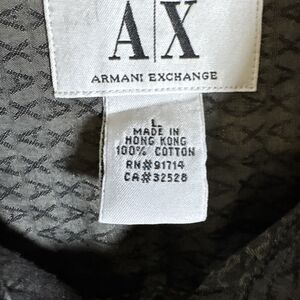 A|X
ARMANI EXCHANGE
L
MADE IN
HONG KONG
100% COTTON
RN#91714
CA#32528